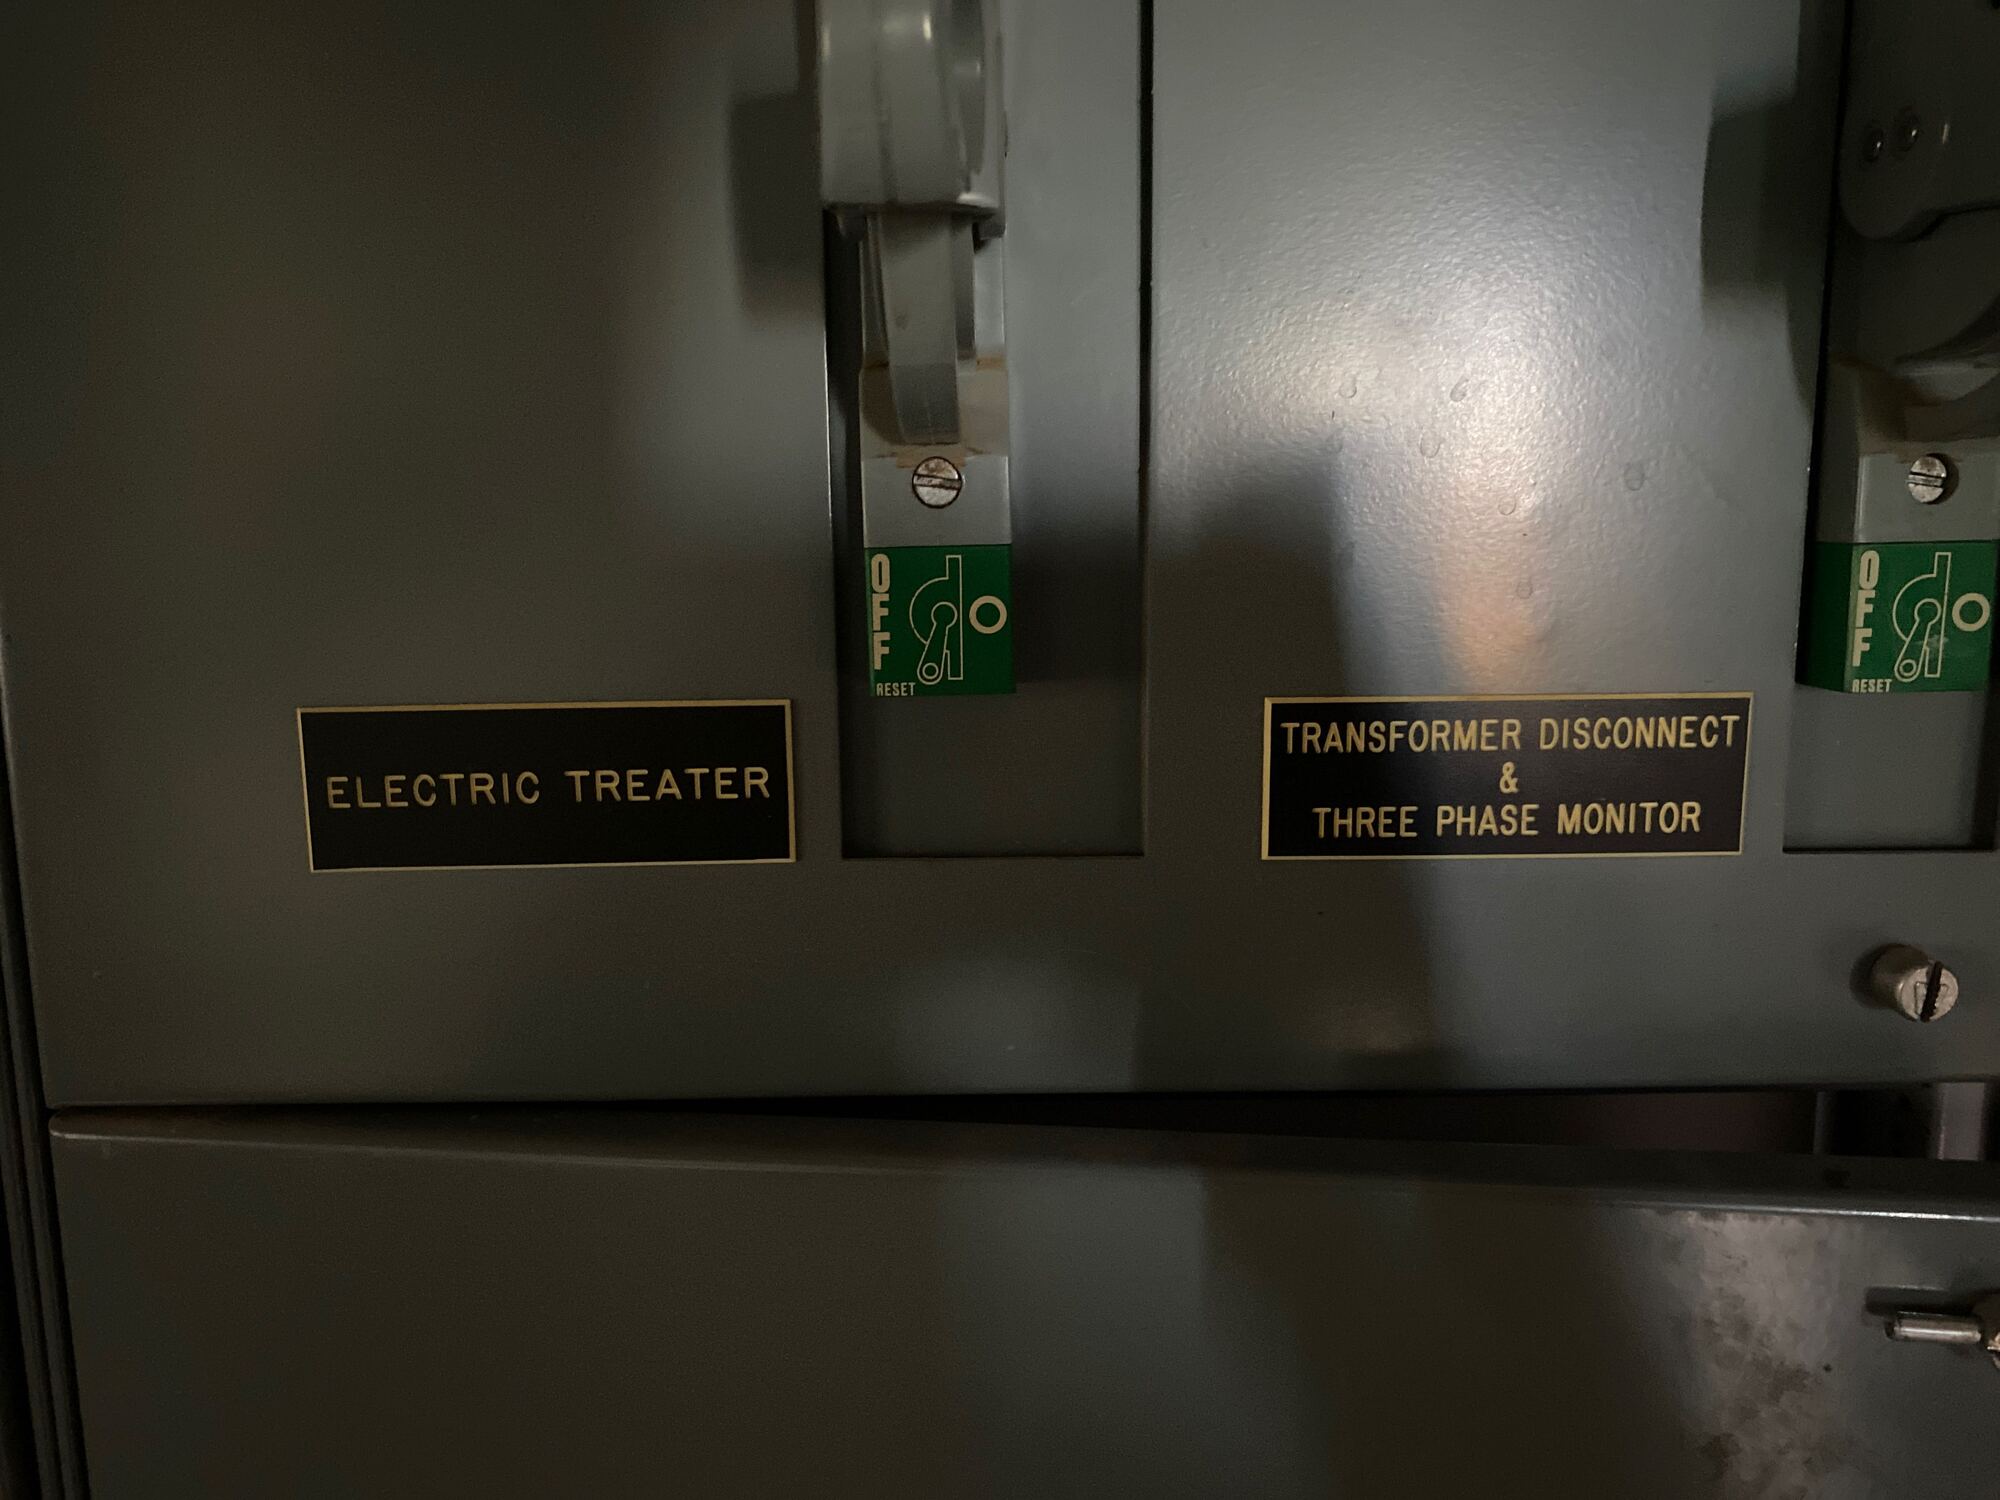 OFF
RESET
ELECTRIC TREATER
OFF
RESET
TRANSFORMER DISCONNECT
&
THREE PHASE MONITOR